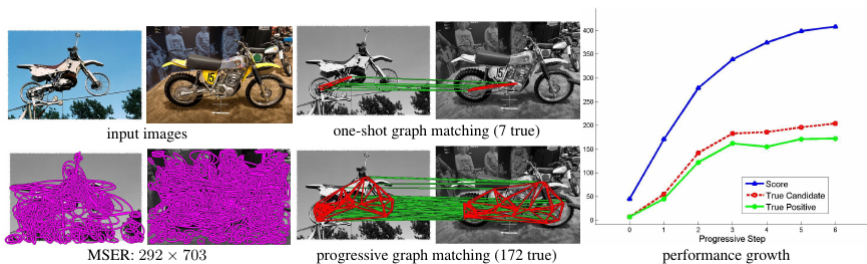 input images
one-shot graph matching (7 true)
MSER: 292 × 703
progressive graph matching (172 true)
400
350
300
250
200
150
100
50
0
Score
True Candidate
True Positive
0 1 2 3 4 5 6
Progressive Step
performance growth